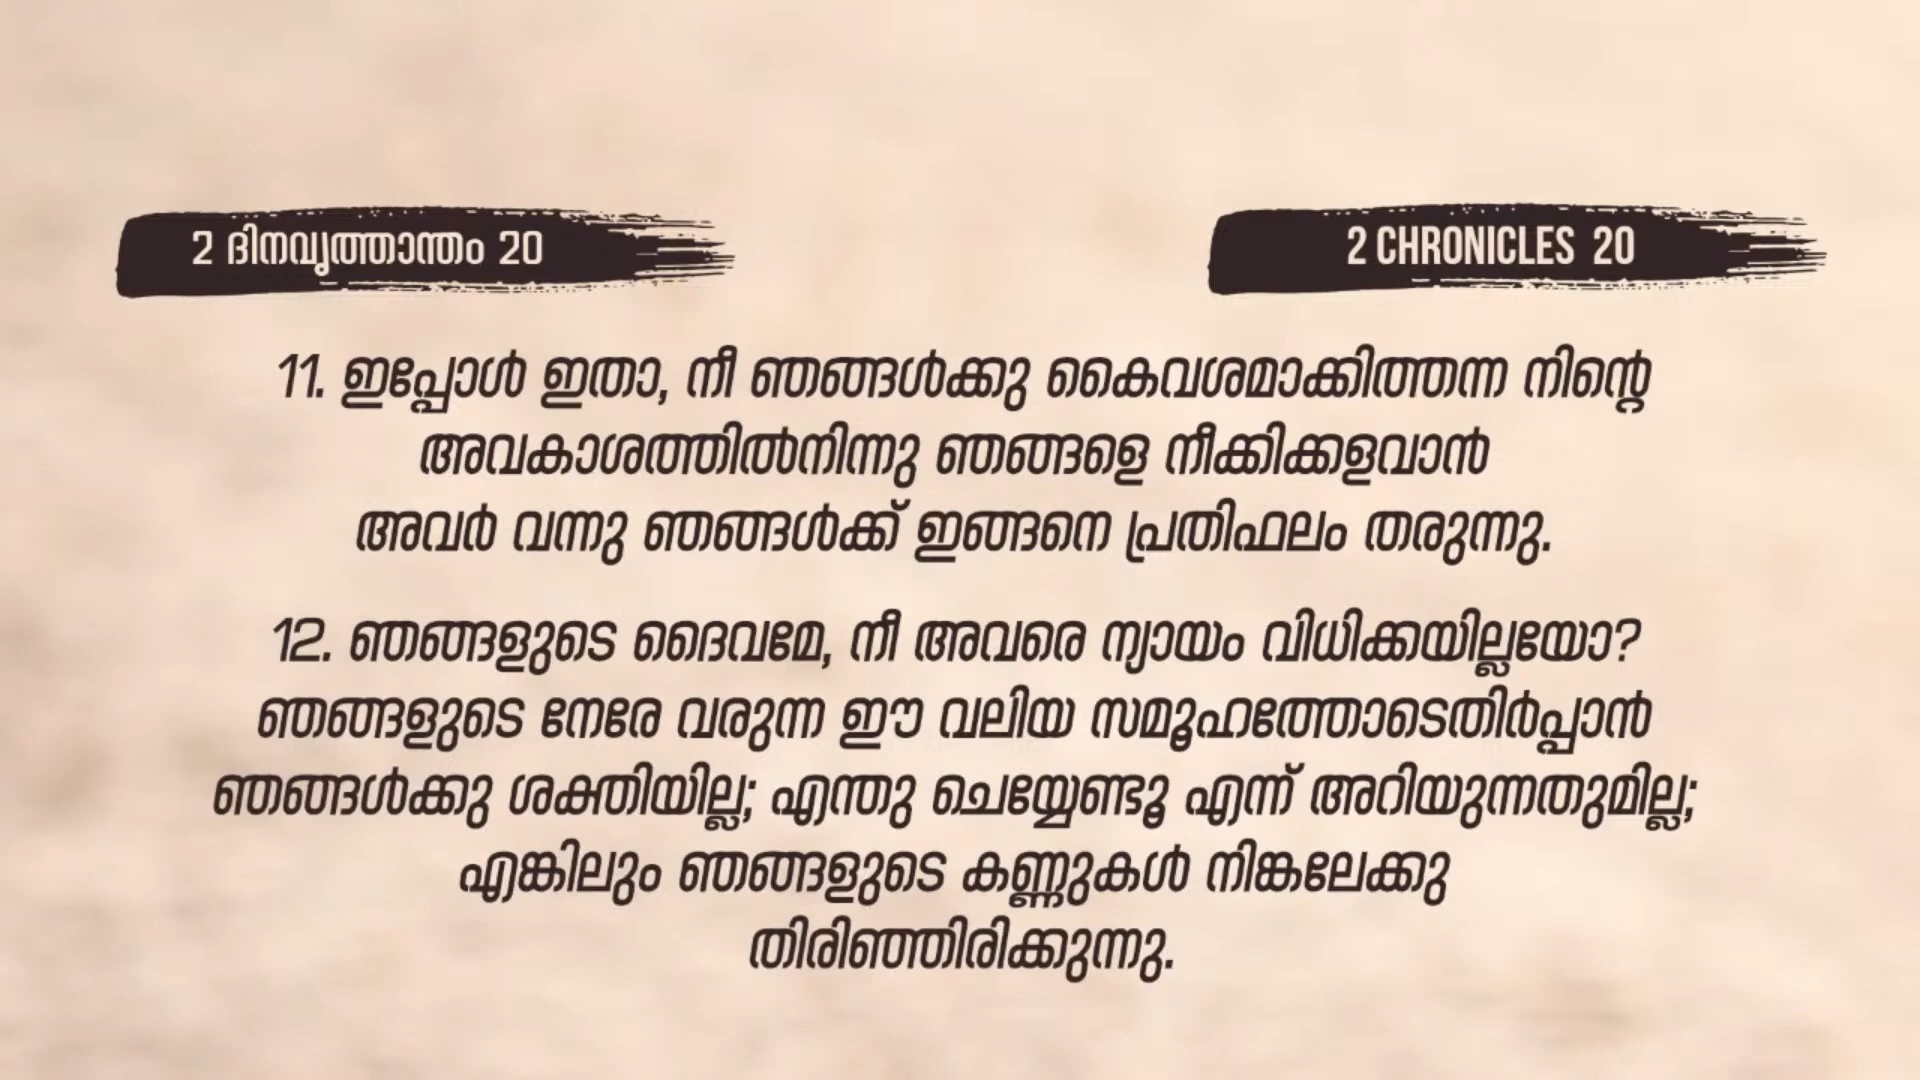 2 ദിനവൃത്താന്തം 20
2 CHRONICLES 20
11. ഇപ്പോൾ ഇതാ, നീ ഞങ്ങൾക്കു കൈവശമാക്കിത്തന്ന നിന്റെ
അവകാശത്തിൽനിന്നു ഞങ്ങളെ നീക്കിക്കളവാൻ
അവർ വന്നു ഞങ്ങൾക്ക് ഇങ്ങനെ പ്രതിഫലം തരുന്നു.
12. ഞങ്ങളുടെ ദൈവമേ, നീ അവരെ ന്യായം വിധിക്കയില്ലയോ?
ഞങ്ങളുടെ നേരേ വരുന്ന ഈ വലിയ സമൂഹത്തോടെതിർപ്പാൻ
ഞങ്ങൾക്കു ശക്തിയില്ല; എന്തു ചെയ്യേണ്ടൂ എന്ന് അറിയുന്നതുമില്ല;
എങ്കിലും ഞങ്ങളുടെ കണ്ണുകൾ നിങ്കലേക്കു
തിരിഞ്ഞിരിക്കുന്നു.